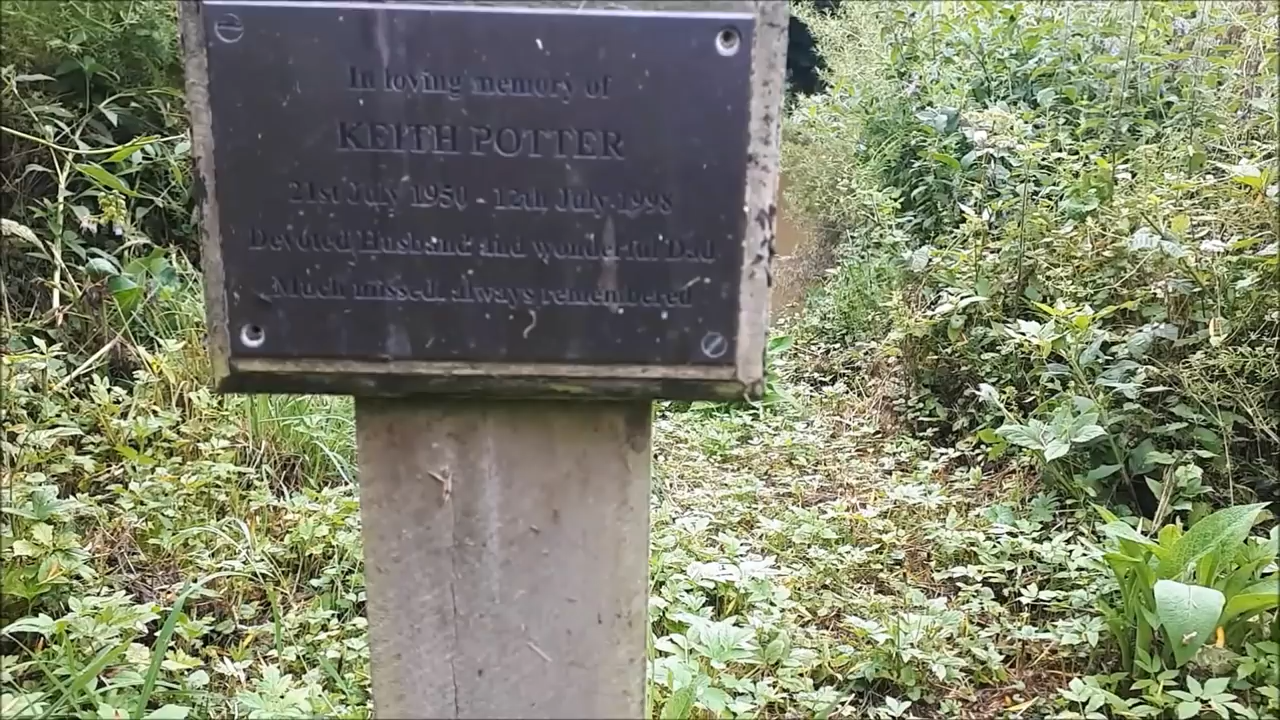 In loving memory of
KEITH POTTER
21st July 1950 - 12th July 1998
Devoted Husband and wonderful Dad
Much missed, always remembered